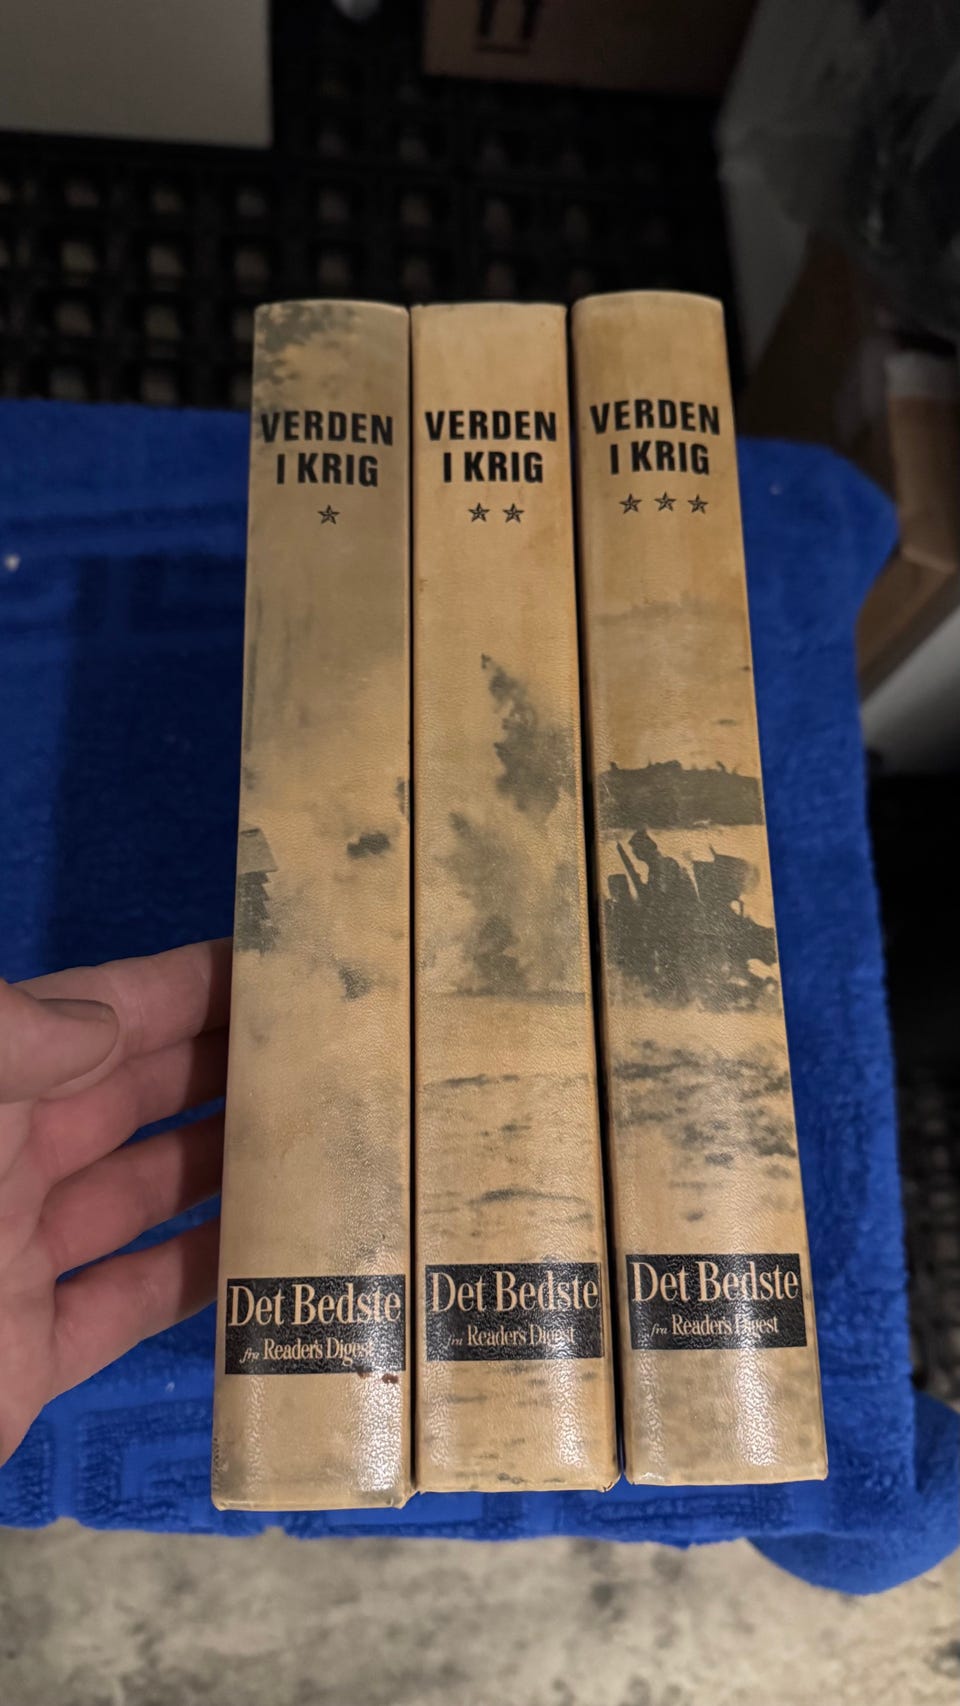 VERDEN
I KRIG
Det Bedste
fra Reader's Digest
VERDEN
I KRIG
Det Bedste
fra Reader's Digest
VERDEN
I KRIG
Det Bedste
fra Reader's Digest